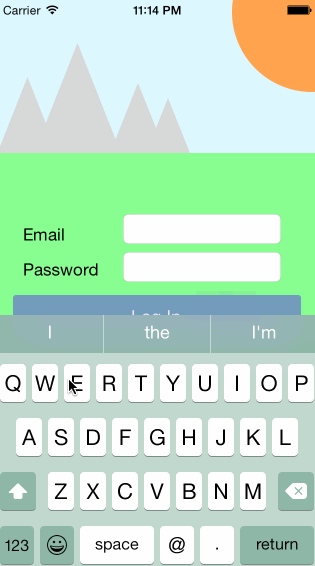 Carrier 11:14 PM
Email
Password
Log In
I the I'm
Q W E R T Y U I O P
A S D F G H J K L
Z X C V B N M
123 space @ . return